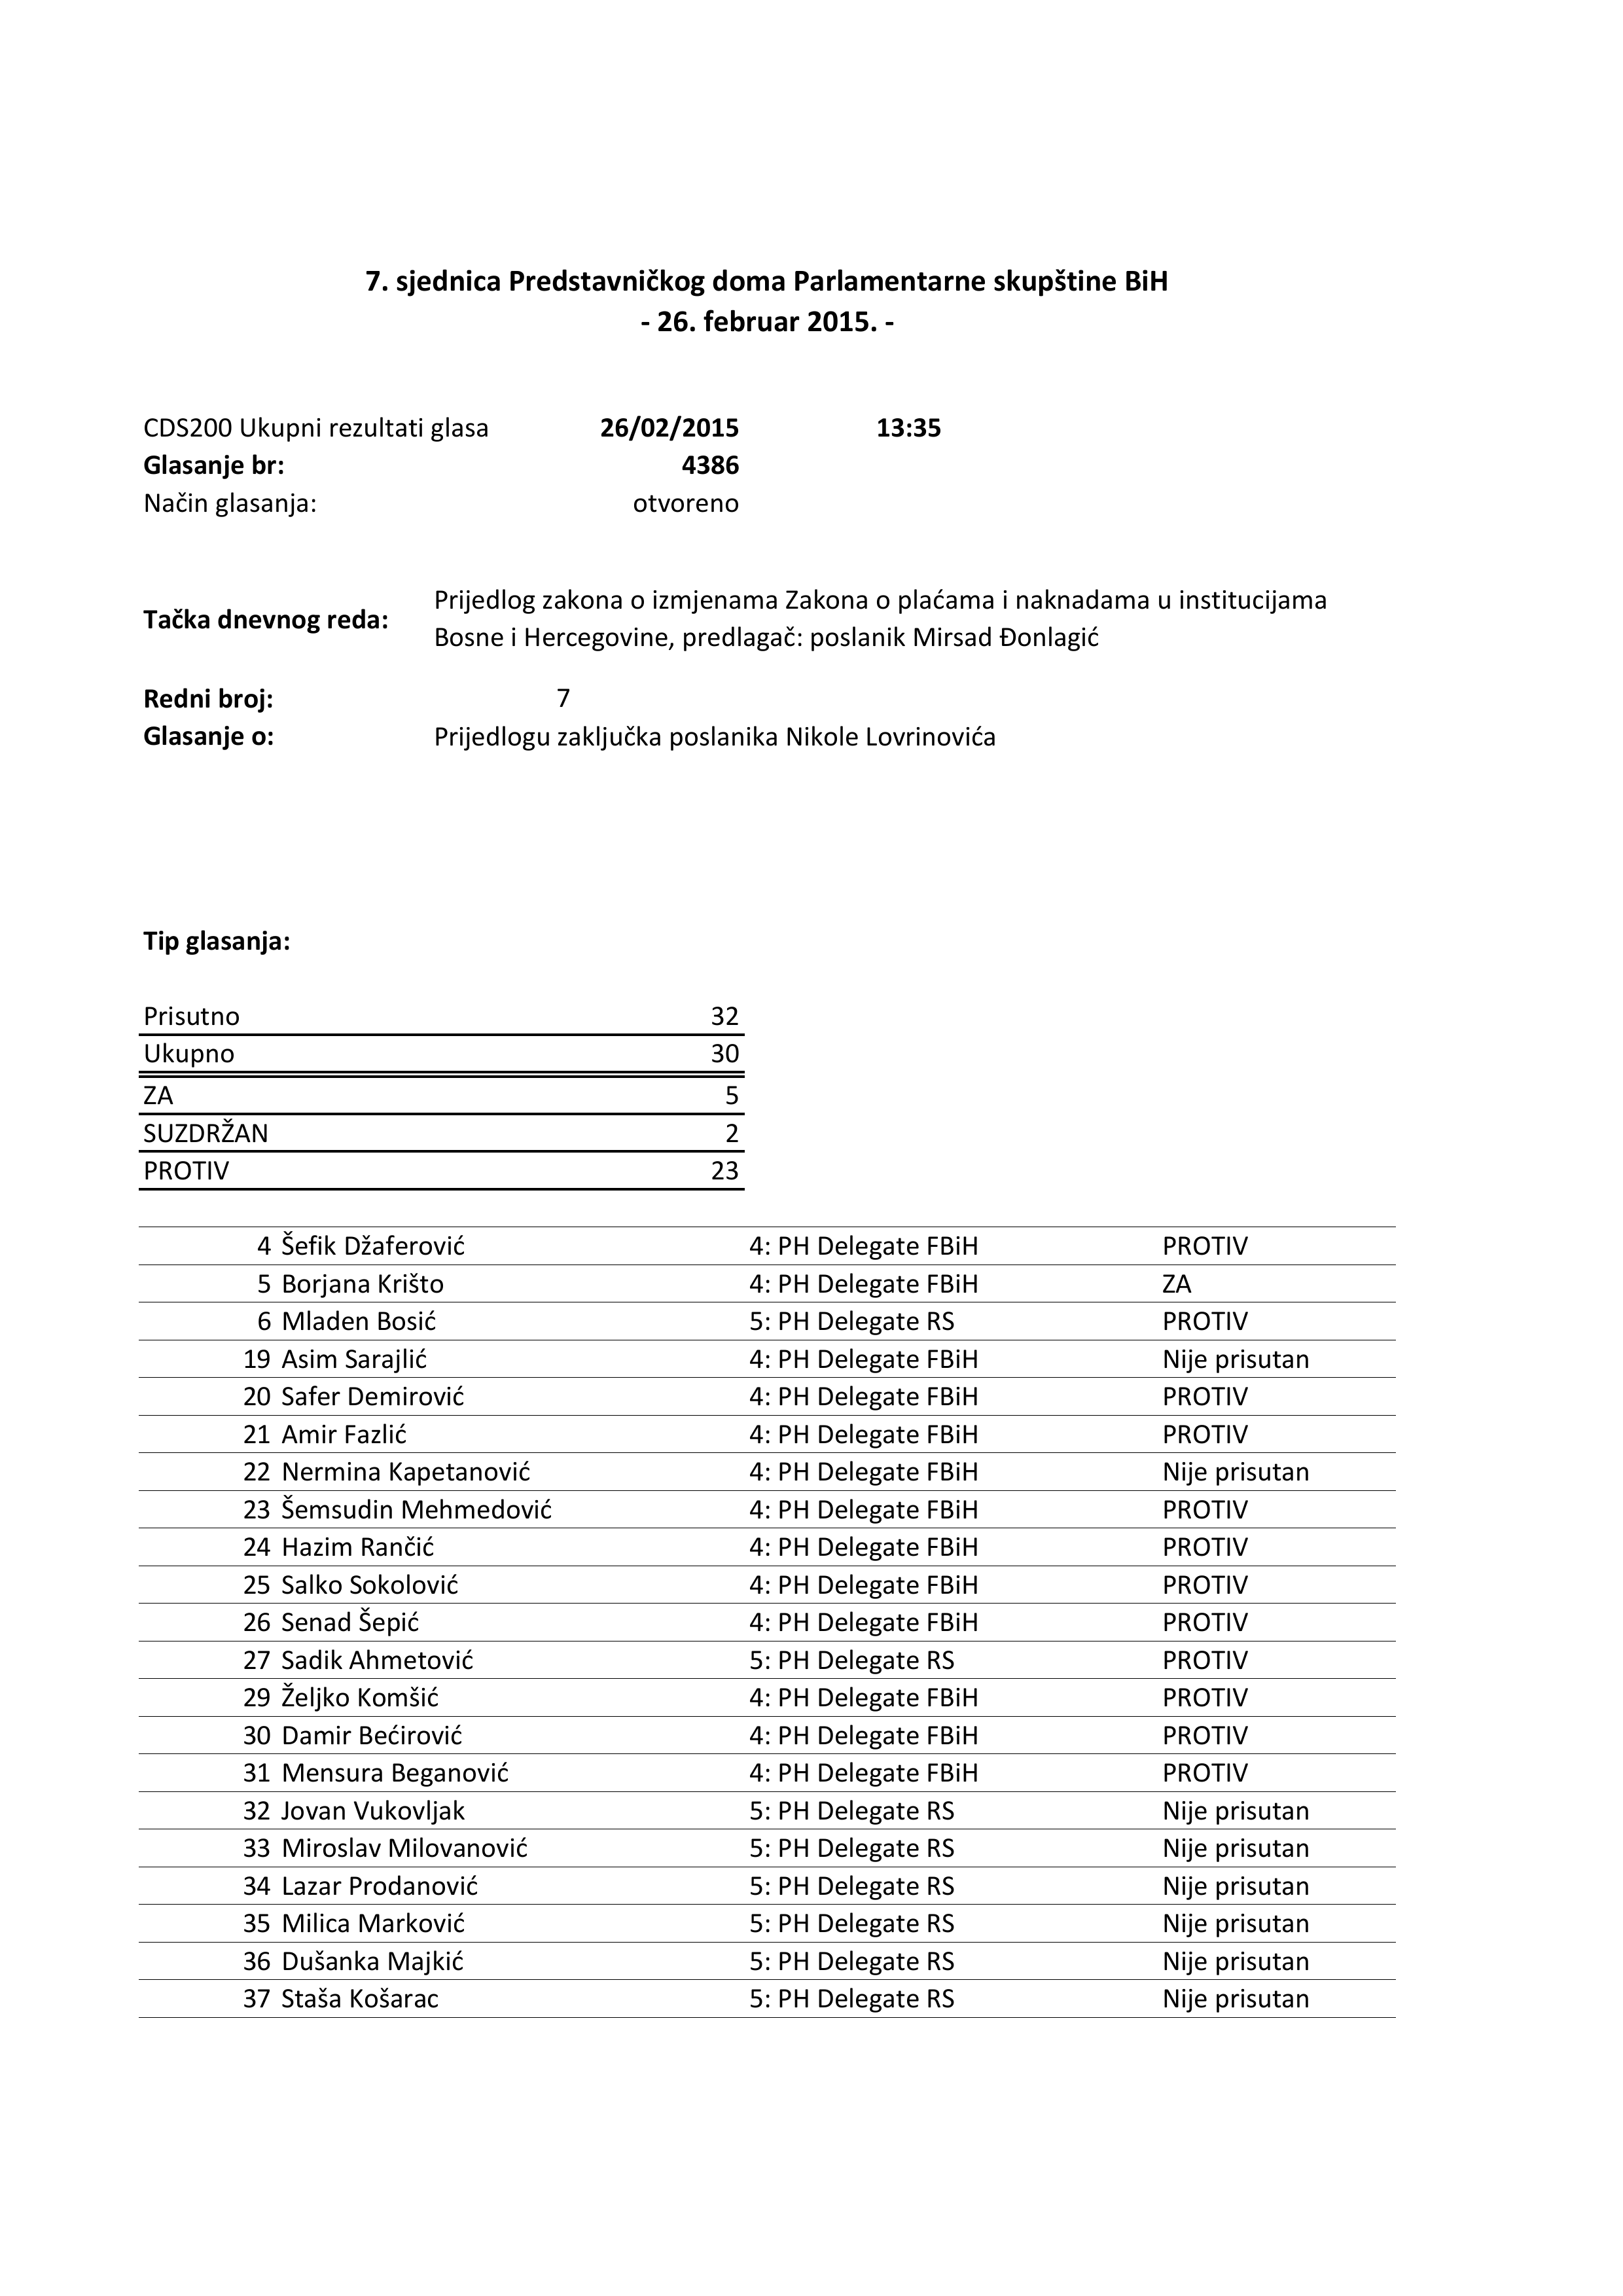 7. sjednica Predstavničkog doma Parlamentarne skupštine BiH
- 26. februar 2015. -
CDS200 Ukupni rezultati glasa 26/02/2015 13:35
Glasanje br: 4386
Način glasanja: otvoreno
Tačka dnevnog reda: Prijedlog zakona o izmjenama Zakona o plaćama i naknadama u institucijama
Bosne i Hercegovine, predlagač: poslanik Mirsad Đonlagić
Redni broj: 7
Glasanje o: Prijedlogu zaključka poslanika Nikole Lovrinovića
Tip glasanja:
Prisutno 32
Ukupno 30
ZA 5
SUZDRŽAN 2
PROTIV 23
4 Šefik Džaferović 4: PH Delegate FBiH PROTIV
5 Borjana Krišto 4: PH Delegate FBiH ZA
6 Mladen Bosić 5: PH Delegate RS PROTIV
19 Asim Sarajlić 4: PH Delegate FBiH Nije prisutan
20 Safer Demirović 4: PH Delegate FBiH PROTIV
21 Amir Fazlić 4: PH Delegate FBiH PROTIV
22 Nermina Kapetanović 4: PH Delegate FBiH Nije prisutan
23 Šemsudin Mehmedović 4: PH Delegate FBiH PROTIV
24 Hazim Rančić 4: PH Delegate FBiH PROTIV
25 Salko Sokolović 4: PH Delegate FBiH PROTIV
26 Senad Šepić 4: PH Delegate FBiH PROTIV
27 Sadik Ahmetović 5: PH Delegate RS PROTIV
29 Željko Komšić 4: PH Delegate FBiH PROTIV
30 Damir Bećirović 4: PH Delegate FBiH PROTIV
31 Mensura Beganović 4: PH Delegate FBiH PROTIV
32 Jovan Vukovljak 5: PH Delegate RS Nije prisutan
33 Miroslav Milovanović 5: PH Delegate RS Nije prisutan
34 Lazar Prodanović 5: PH Delegate RS Nije prisutan
35 Milica Marković 5: PH Delegate RS Nije prisutan
36 Dušanka Majkić 5: PH Delegate RS Nije prisutan
37 Staša Košarac 5: PH Delegate RS Nije prisutan